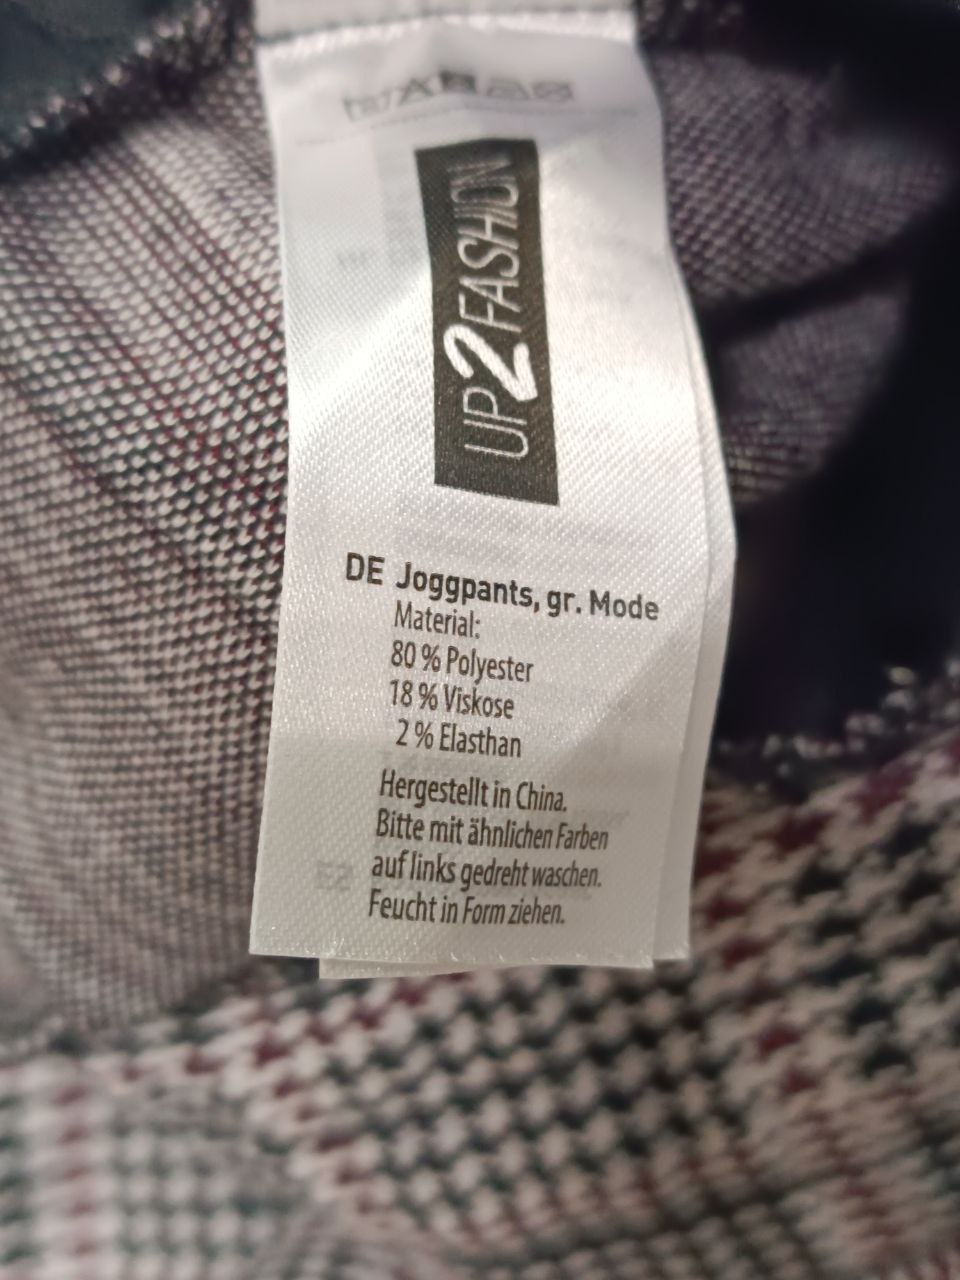 UP2FASHION
DE Joggpants, gr. Mode
Material:
80 % Polyester
18 % Viskose
2 % Elasthan
Hergestellt in China.
Bitte mit ähnlichen Farben
auf links gedreht waschen.
Feucht in Form ziehen.